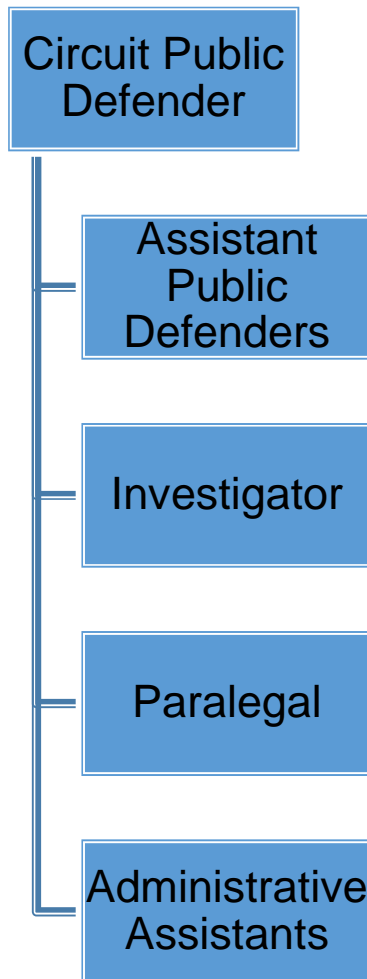 Circuit Public
Defender
Assistant
Public
Defenders
Investigator
Paralegal
Administrative
Assistants